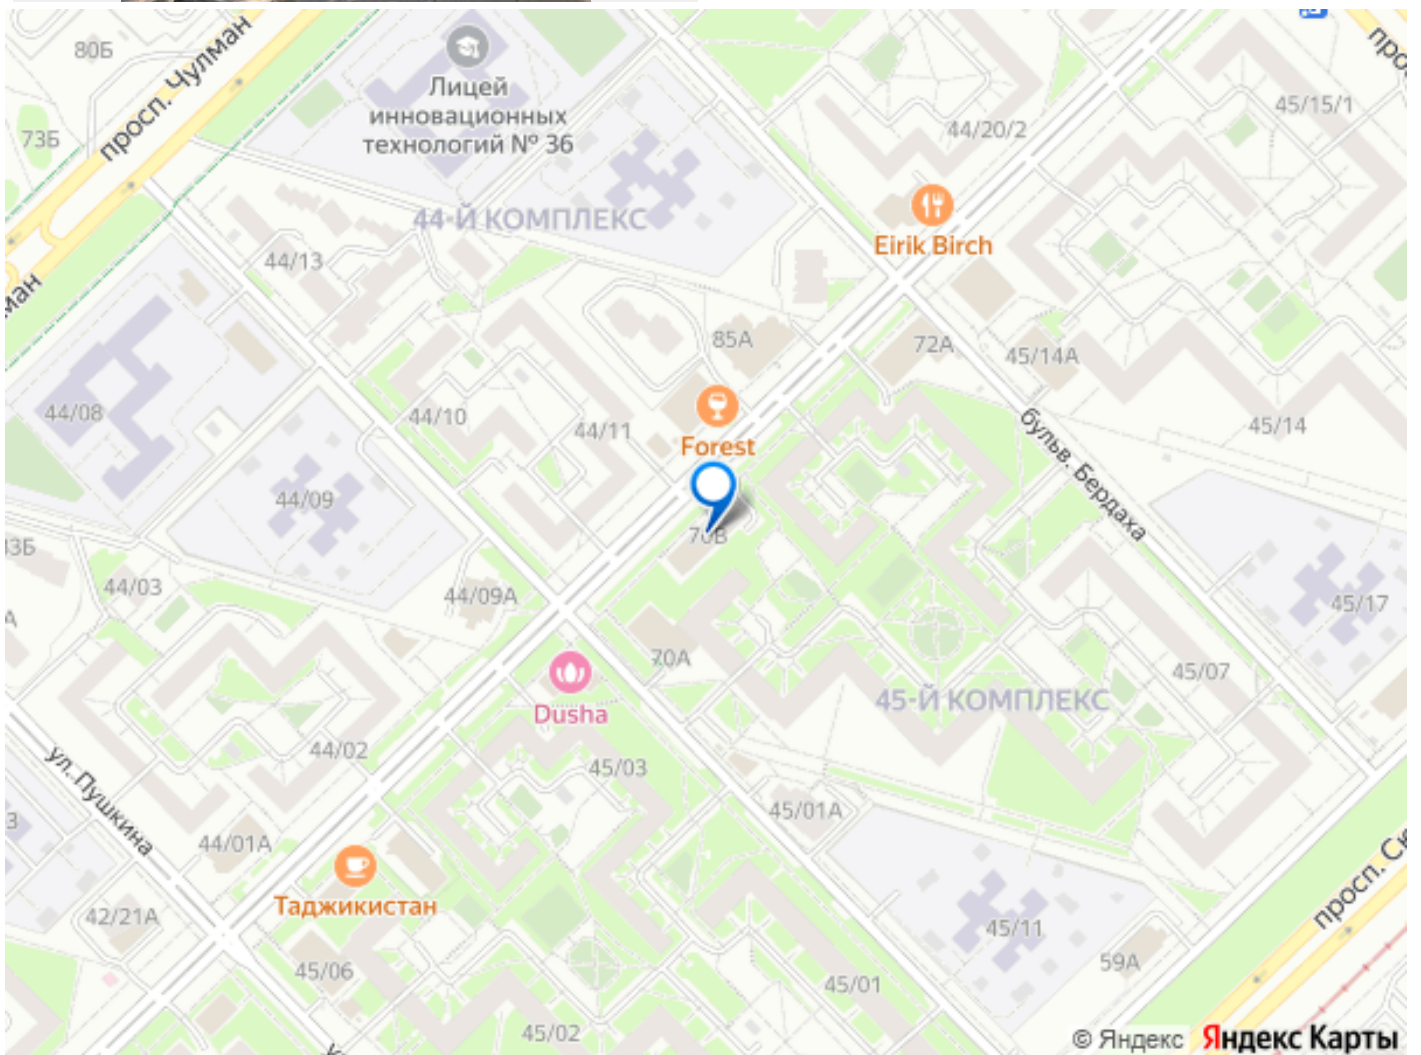 80Б
просп. Чулман
73Б
Лицей
инновационных
технологий № 36
44-Й КОМПЛЕКС
44/13
44/20/2
45/15/1
Eirik Birch
85А
72А
45/14А
45/14
44/08
44/10
44/11
Forest
44/09
70В
бульв. Бердаха
44/03
44/09А
45/17
70А
45/07
45-Й КОМПЛЕКС
Dusha
44/02
45/03
ул. Пушкина
45/01А
44/01А
Таджикистан
42/21А
45/06
45/11
59А
просп. Сю
45/01
45/02
© Яндекс Яндекс Карты